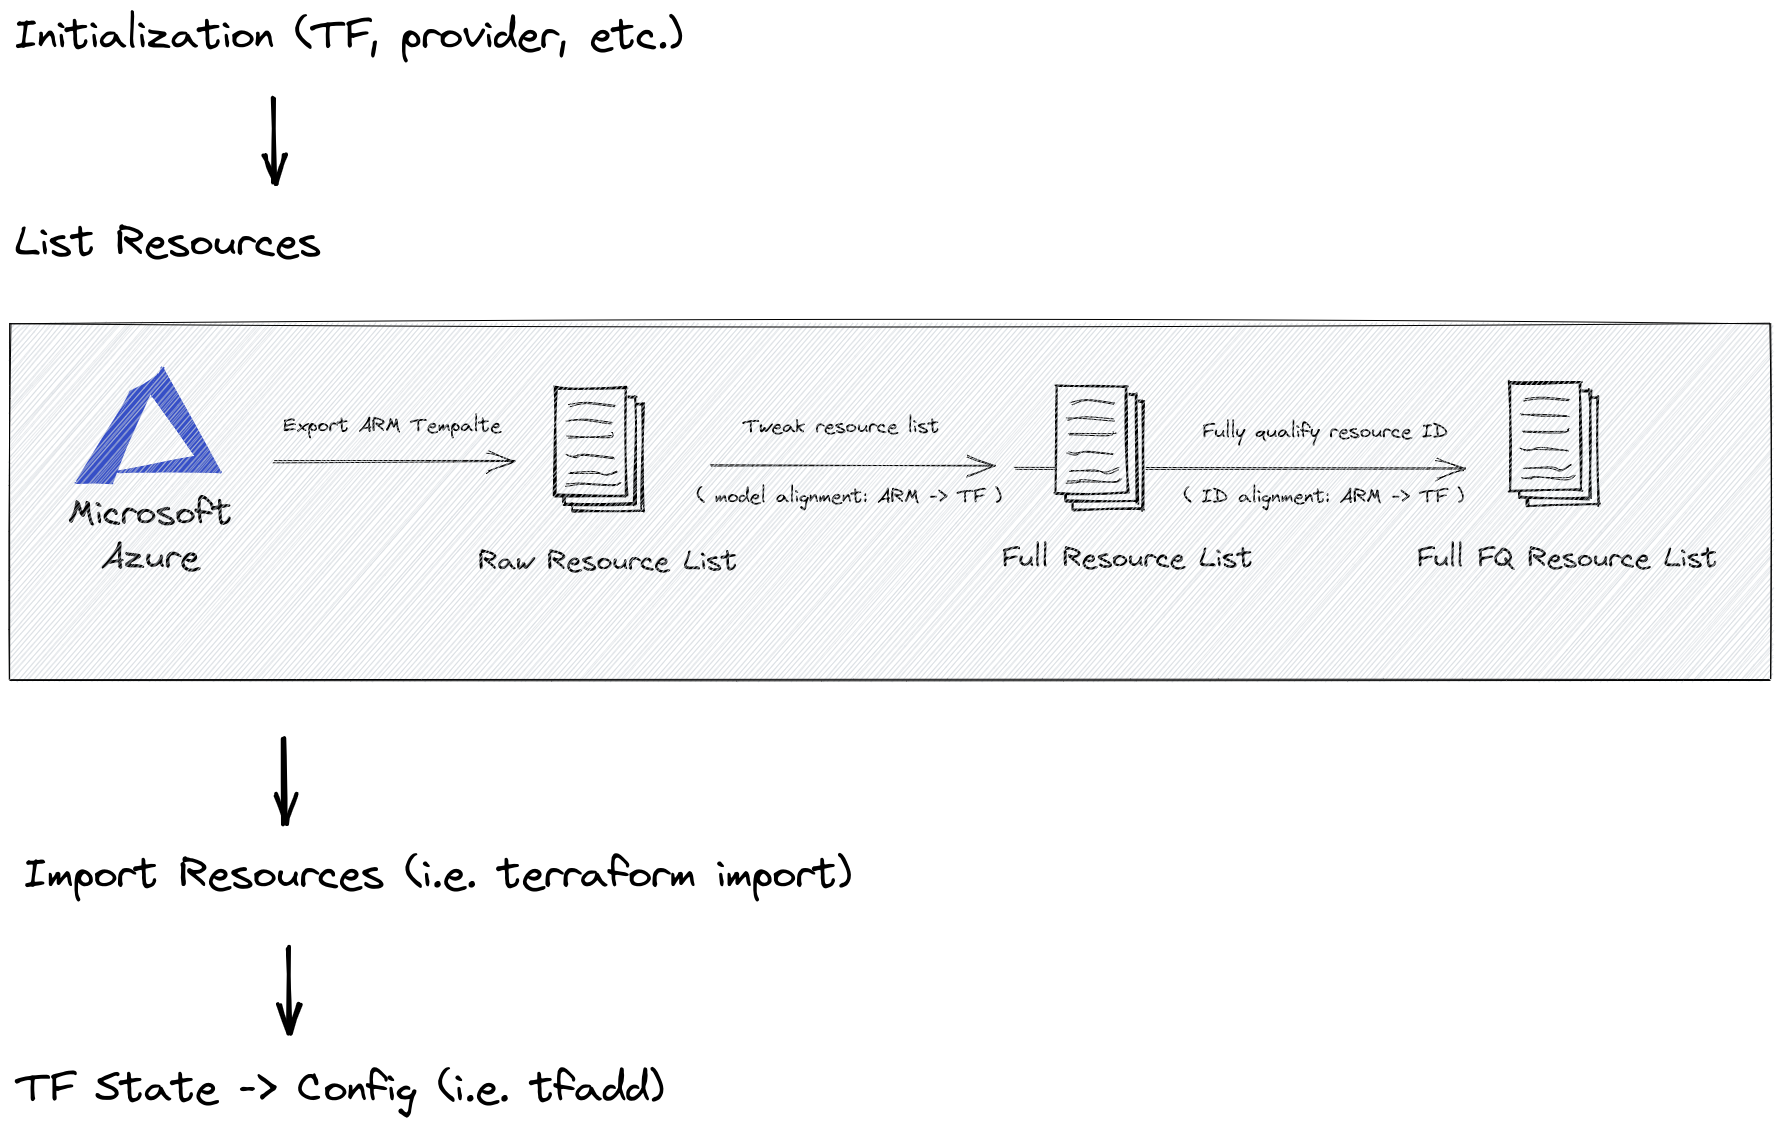 Initialization (TF, provider, etc.)
List Resources
Export ARM Tempalte
Tweak resource list
Fully qualify resource ID
( model alignment: ARM -> TF )
( ID alignment: ARM -> TF )
Microsoft
Azure
Raw Resource List
Full Resource List
Full FQ Resource List
Import Resources (i.e. terraform import)
TF State -> Config (i.e. tfadd)